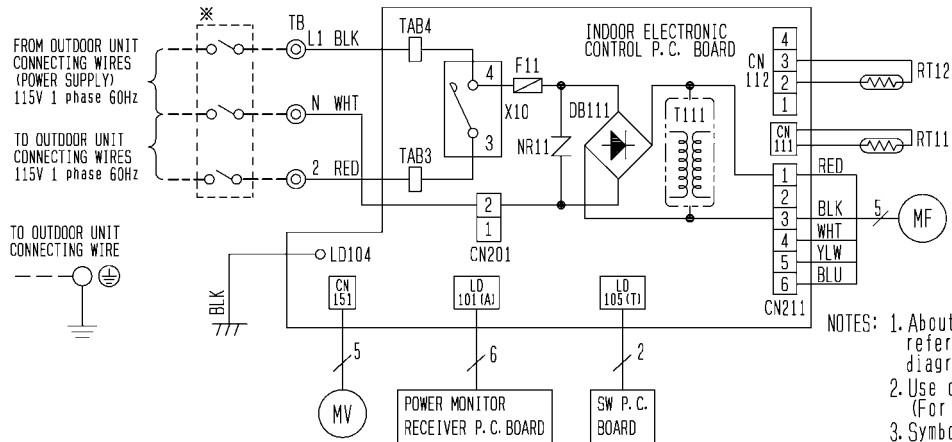 ※
TB
FROM OUTDOOR UNIT
CONNECTING WIRES
(POWER SUPPLY)
115V 1 phase 60Hz
L1 BLK
TAB4
INDOOR ELECTRONIC
CONTROL P.C. BOARD
CN
112
4
3
2
1
RT12
4
X10
3
F11
NR11
DB111
T111
CN
111
RT11
N WHT
TO OUTDOOR UNIT
CONNECTING WIRES
115V 1 phase 60Hz
2 RED
TAB3
2
1
CN201
1
2
3
4
5
6
CN211
RED
BLK
WHT
YLW
BLU
5
MF
TO OUTDOOR UNIT
CONNECTING WIRE
BLK
LD104
CN
151
LD
101(A)
LD
105(T)
5
6
2
MV
POWER MONITOR
RECEIVER P.C.BOARD
SW P.C.
BOARD
NOTES: 1. About
refer
diagr
2. Use c
(For
3. Symbo